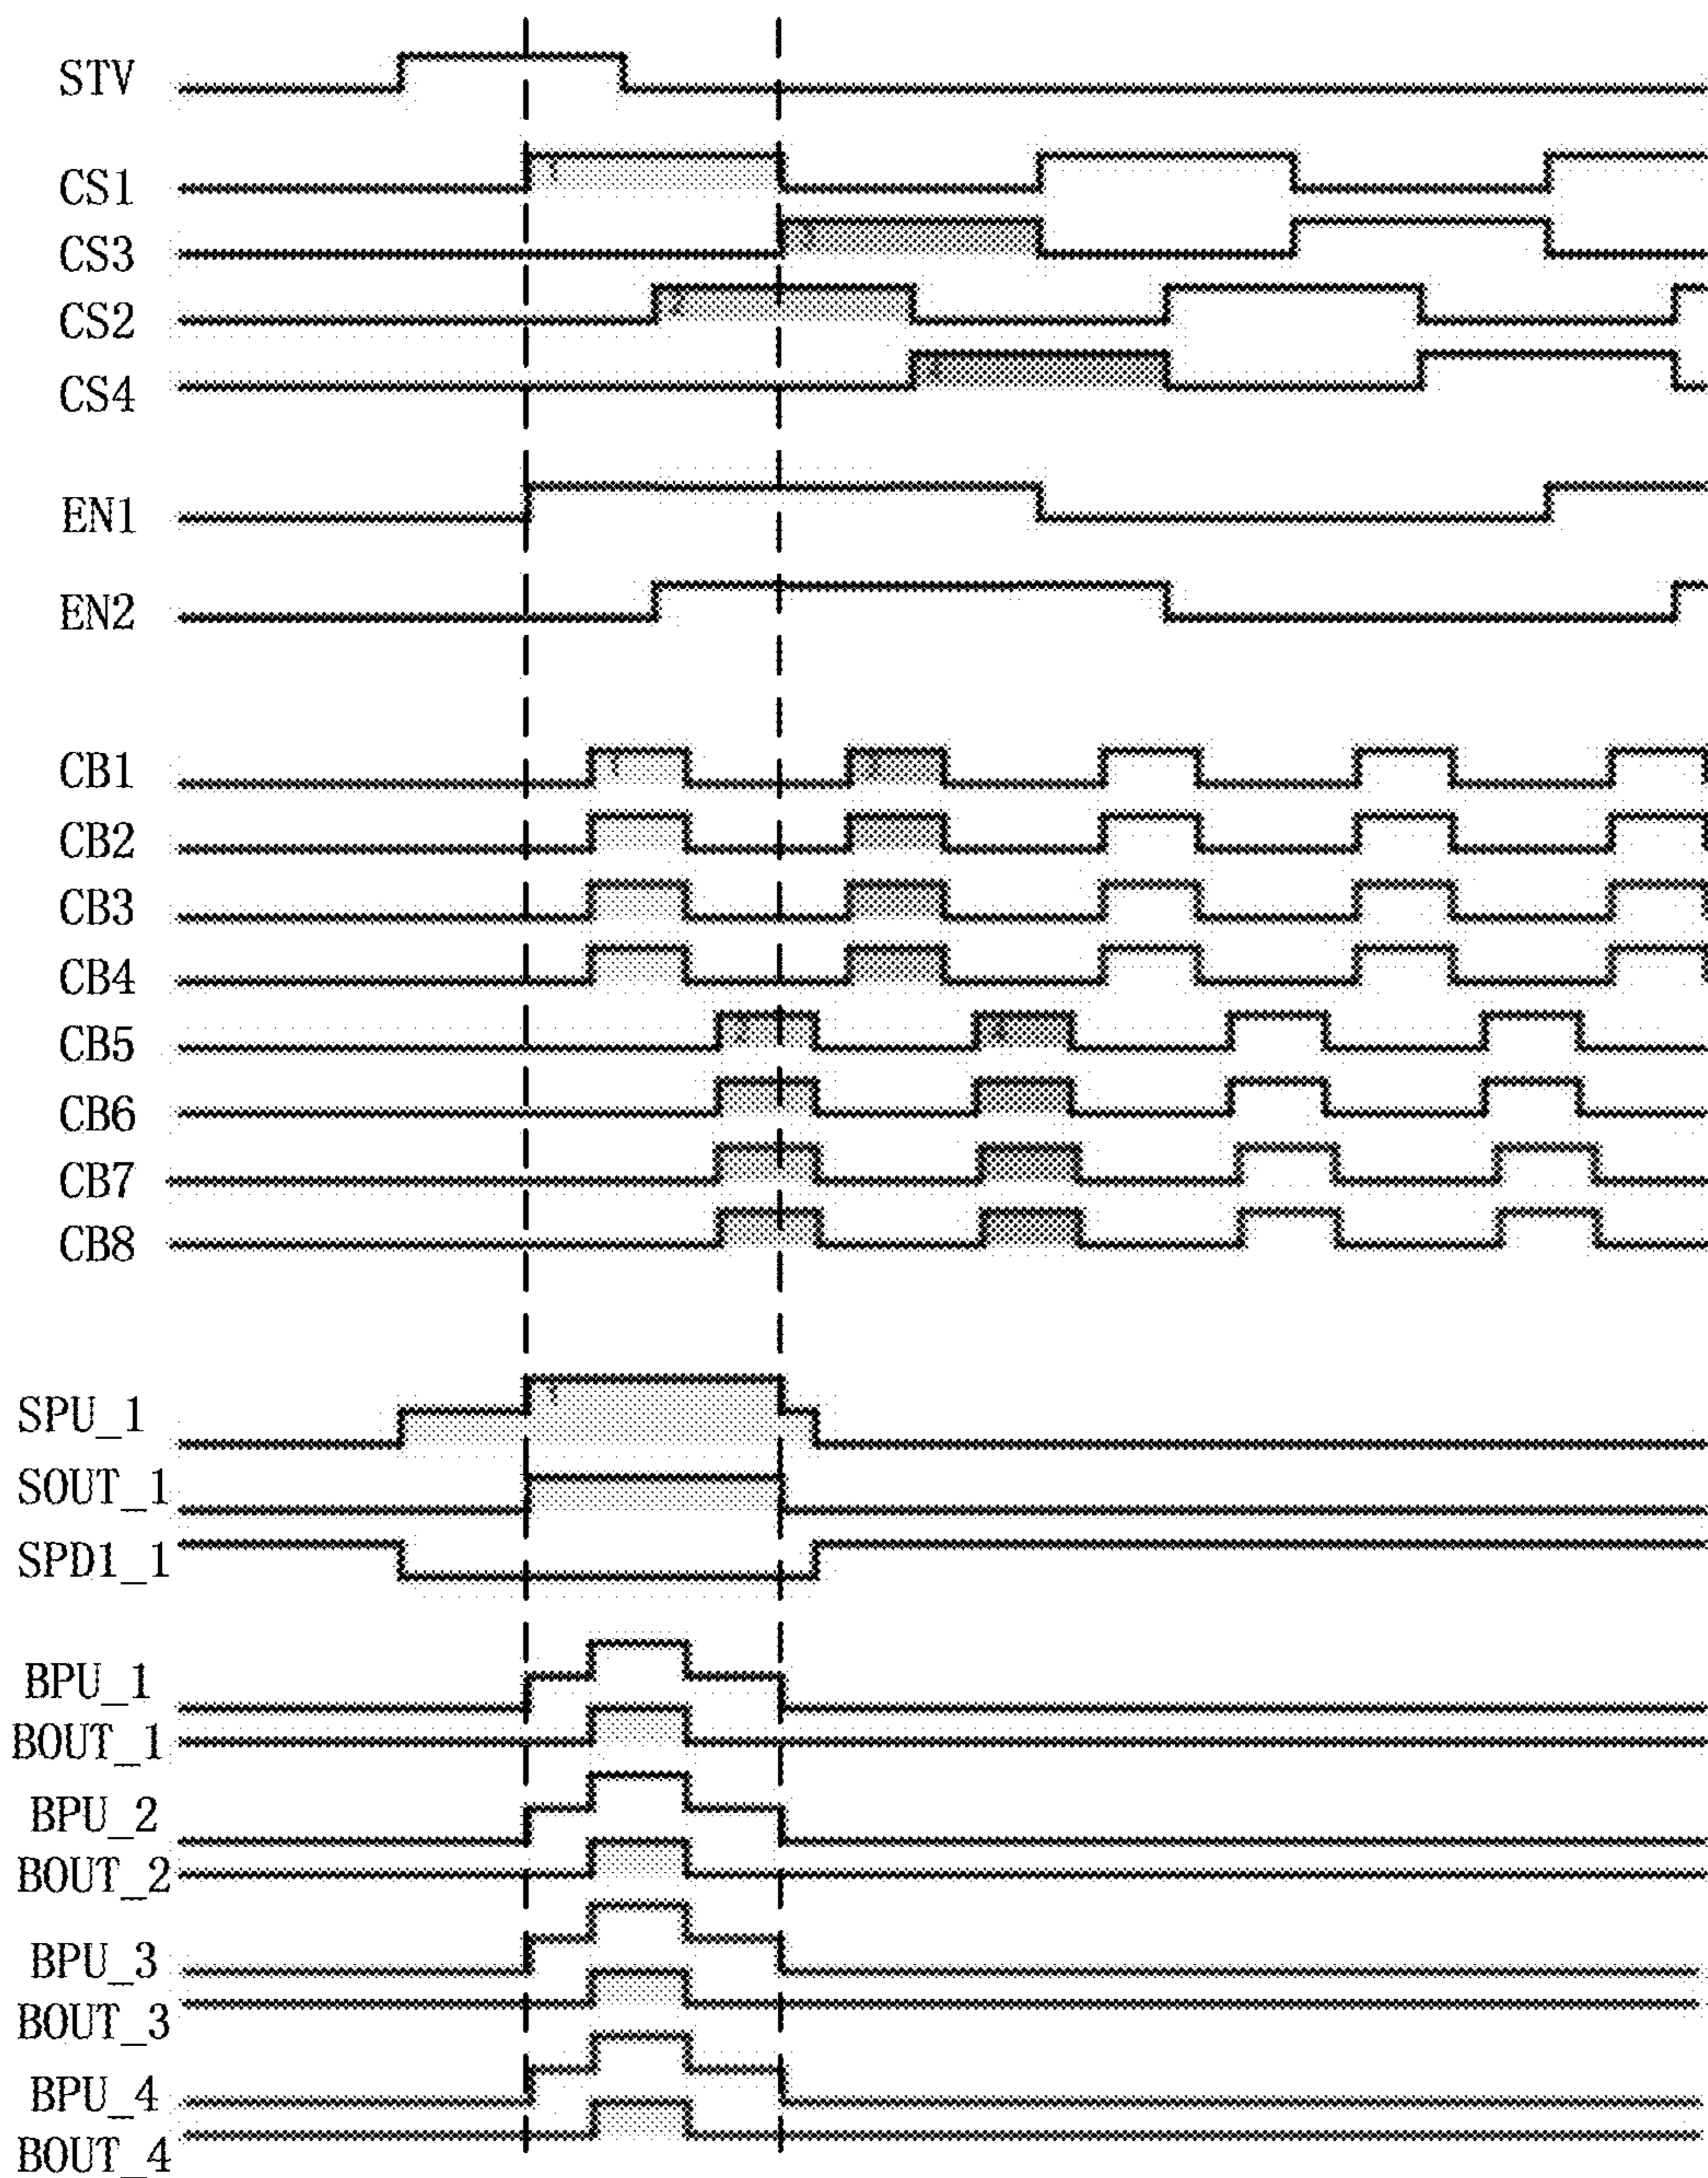 STV
CS1
CS3
CS2
CS4
EN1
EN2
CB1
CB2
CB3
CB4
CB5
CB6
CB7
CB8
SPU_1
SOUT_1
SPD1_1
BPU_1
BOUT_1
BPU_2
BOUT_2
BPU_3
BOUT_3
BPU_4
BOUT_4